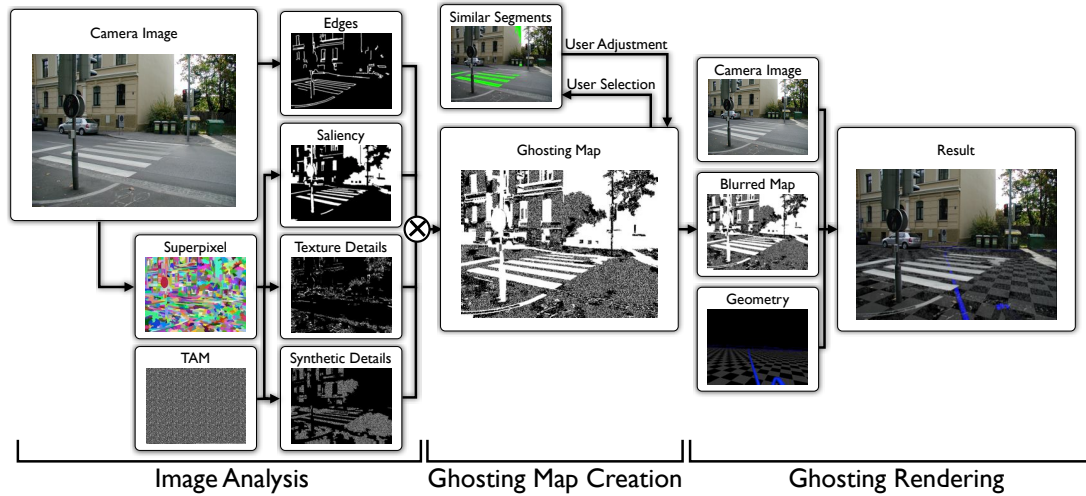 Camera Image
Edges
Saliency
Superpixel
Texture Details
TAM
Synthetic Details
Similar Segments
User Adjustment
User Selection
Ghosting Map
Camera Image
Blurred Map
Geometry
Result
Image Analysis
Ghosting Map Creation
Ghosting Rendering